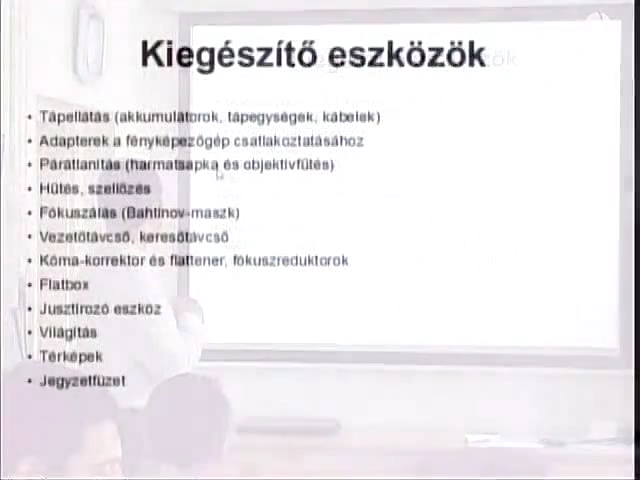 Kiegészítő eszközök
• Tápellátás (akkumulátorok, tápegységek, kábelek)
• Adapterek a fényképezőgép csatlakoztatásához
• Párátlanítás (harmatsapka és objektívfűtés)
• Hűtés, szellőzés
• Fókuszálás (Bahtinov-maszk)
• Vezetőtávcső, keresőtávcső
• Kóma-korrektor és flattener, fókuszreduktorok
• Flatbox
• Jusztírozó eszköz
• Világítás
• Térképek
• Jegyzetfüzet